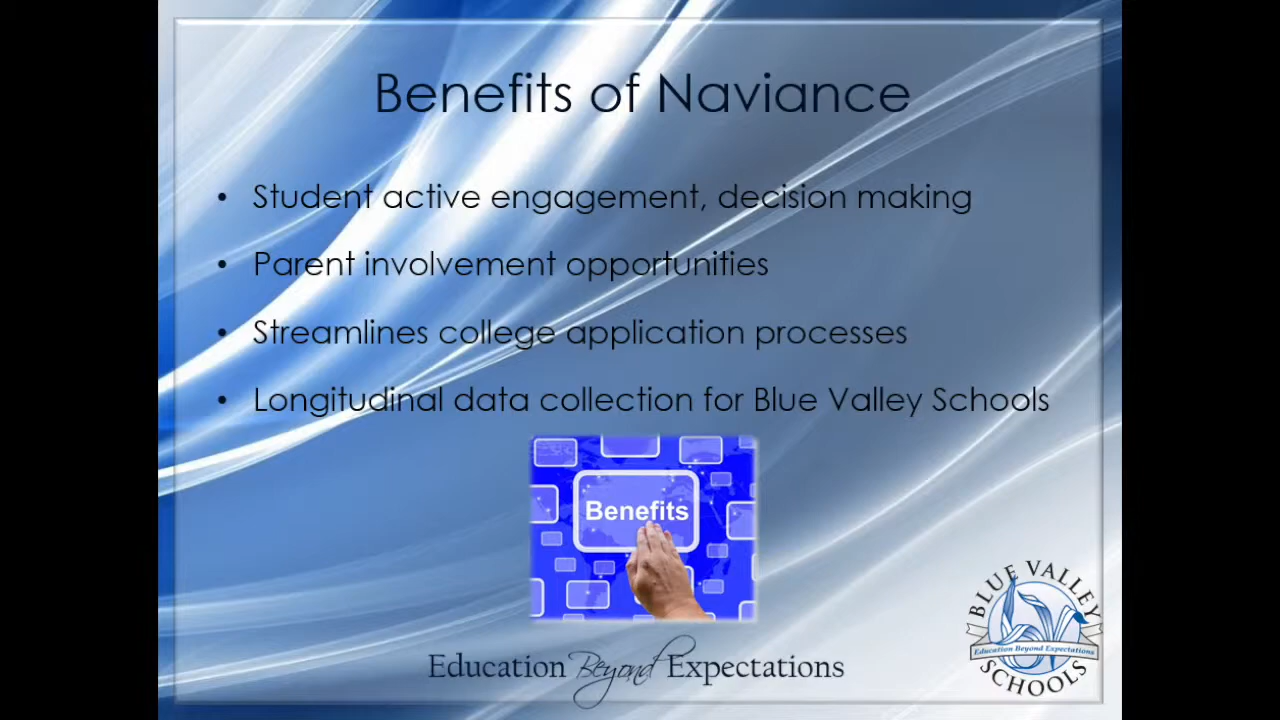 Benefits of Naviance
• Student active engagement, decision making
• Parent involvement opportunities
• Streamlines college application processes
• Longitudinal data collection for Blue Valley Schools
Benefits
Education Beyond Expectations
BLUE VALLEY
Education Beyond Expectations
SCHOOLS